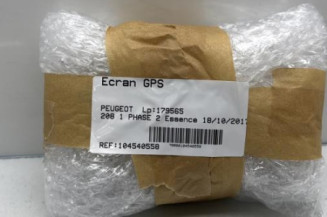 Ecran GPS
PEUGEOT Lp:179565
208 1 PHASE 2 Essence 18/10/2017
REF:104540558